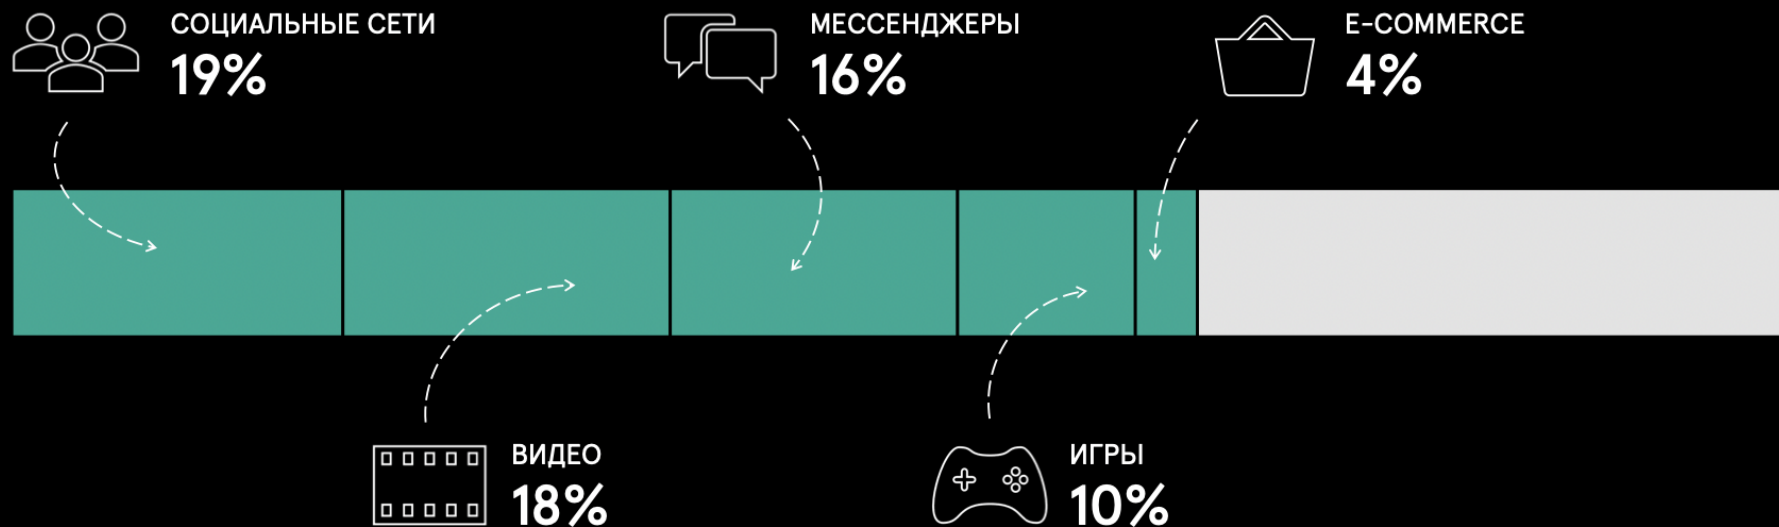 СОЦИАЛЬНЫЕ СЕТИ
19%
МЕССЕНДЖЕРЫ
16%
E-COMMERCE
4%
ВИДЕО
18%
ИГРЫ
10%